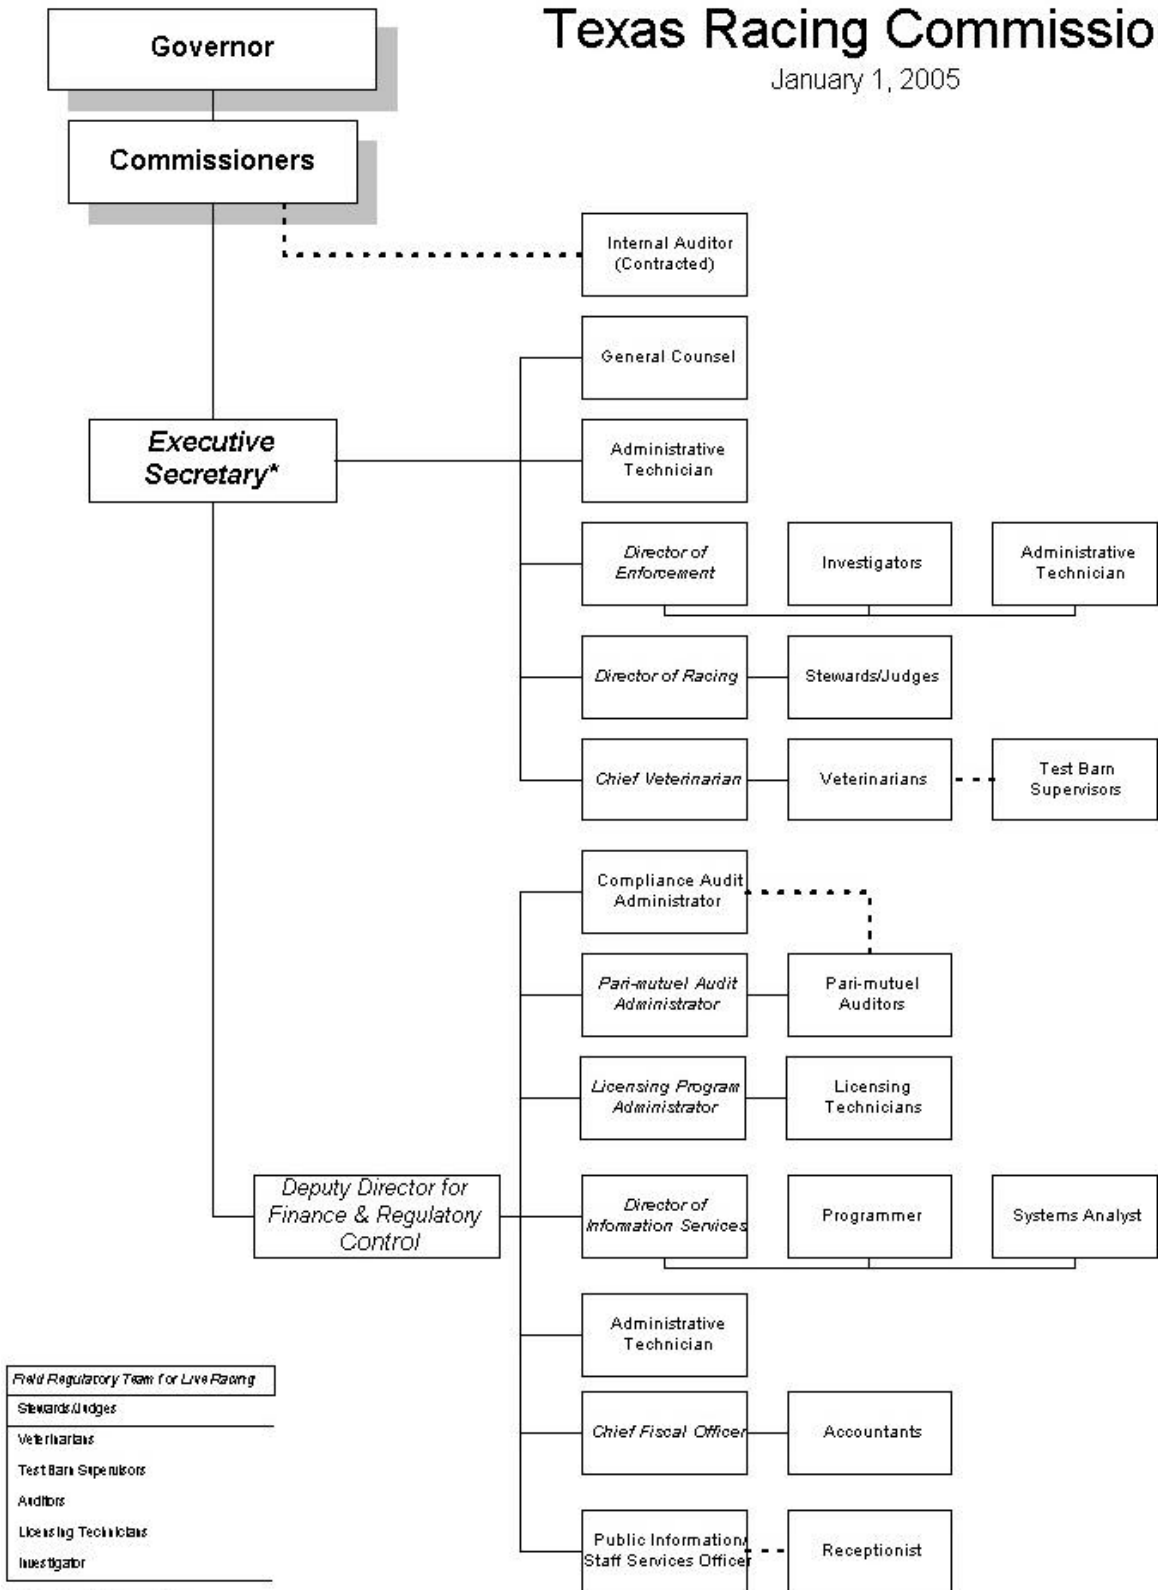 Texas Racing Commissio
January 1, 2005
Governor
Commissioners
Internal Auditor
(Contracted)
General Counsel
Executive
Secretary*
Administrative
Technician
Director of
Enforcement
Investigators
Administrative
Technician
Director of Racing
Stewards/Judges
Chief Veterinarian
Veterinarians
Test Barn
Supervisors
Compliance Audit
Administrator
Pari-mutuel Audit
Administrator
Pari-mutuel
Auditors
Licensing Program
Administrator
Licensing
Technicians
Deputy Director for
Finance & Regulatory
Control
Director of
Information Services
Programmer
Systems Analyst
Administrative
Technician
Chief Fiscal Officer
Accountants
Public Information/
Staff Services Officer
Receptionist
Field Regulatory Team for Live Racing
Stewards/Judges
Veterinarians
Test Barn Supervisors
Auditors
Licensing Technicians
Investigator